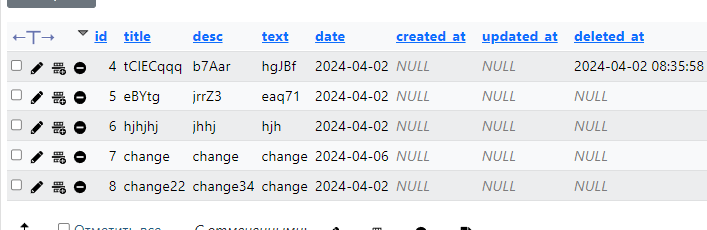 ←T→ id title desc text date created_at updated_at deleted_at
4 tCIECqqq b7Aar hgJBf 2024-04-02 NULL NULL 2024-04-02 08:35:58
5 eBYtg jrrZ3 eaq71 2024-04-02 NULL NULL NULL
6 hjhjhj jhhj hjh 2024-04-02 NULL NULL NULL
7 change change change 2024-04-06 NULL NULL NULL
8 change22 change34 change 2024-04-02 NULL NULL NULL
Отметить все С отмеченными: